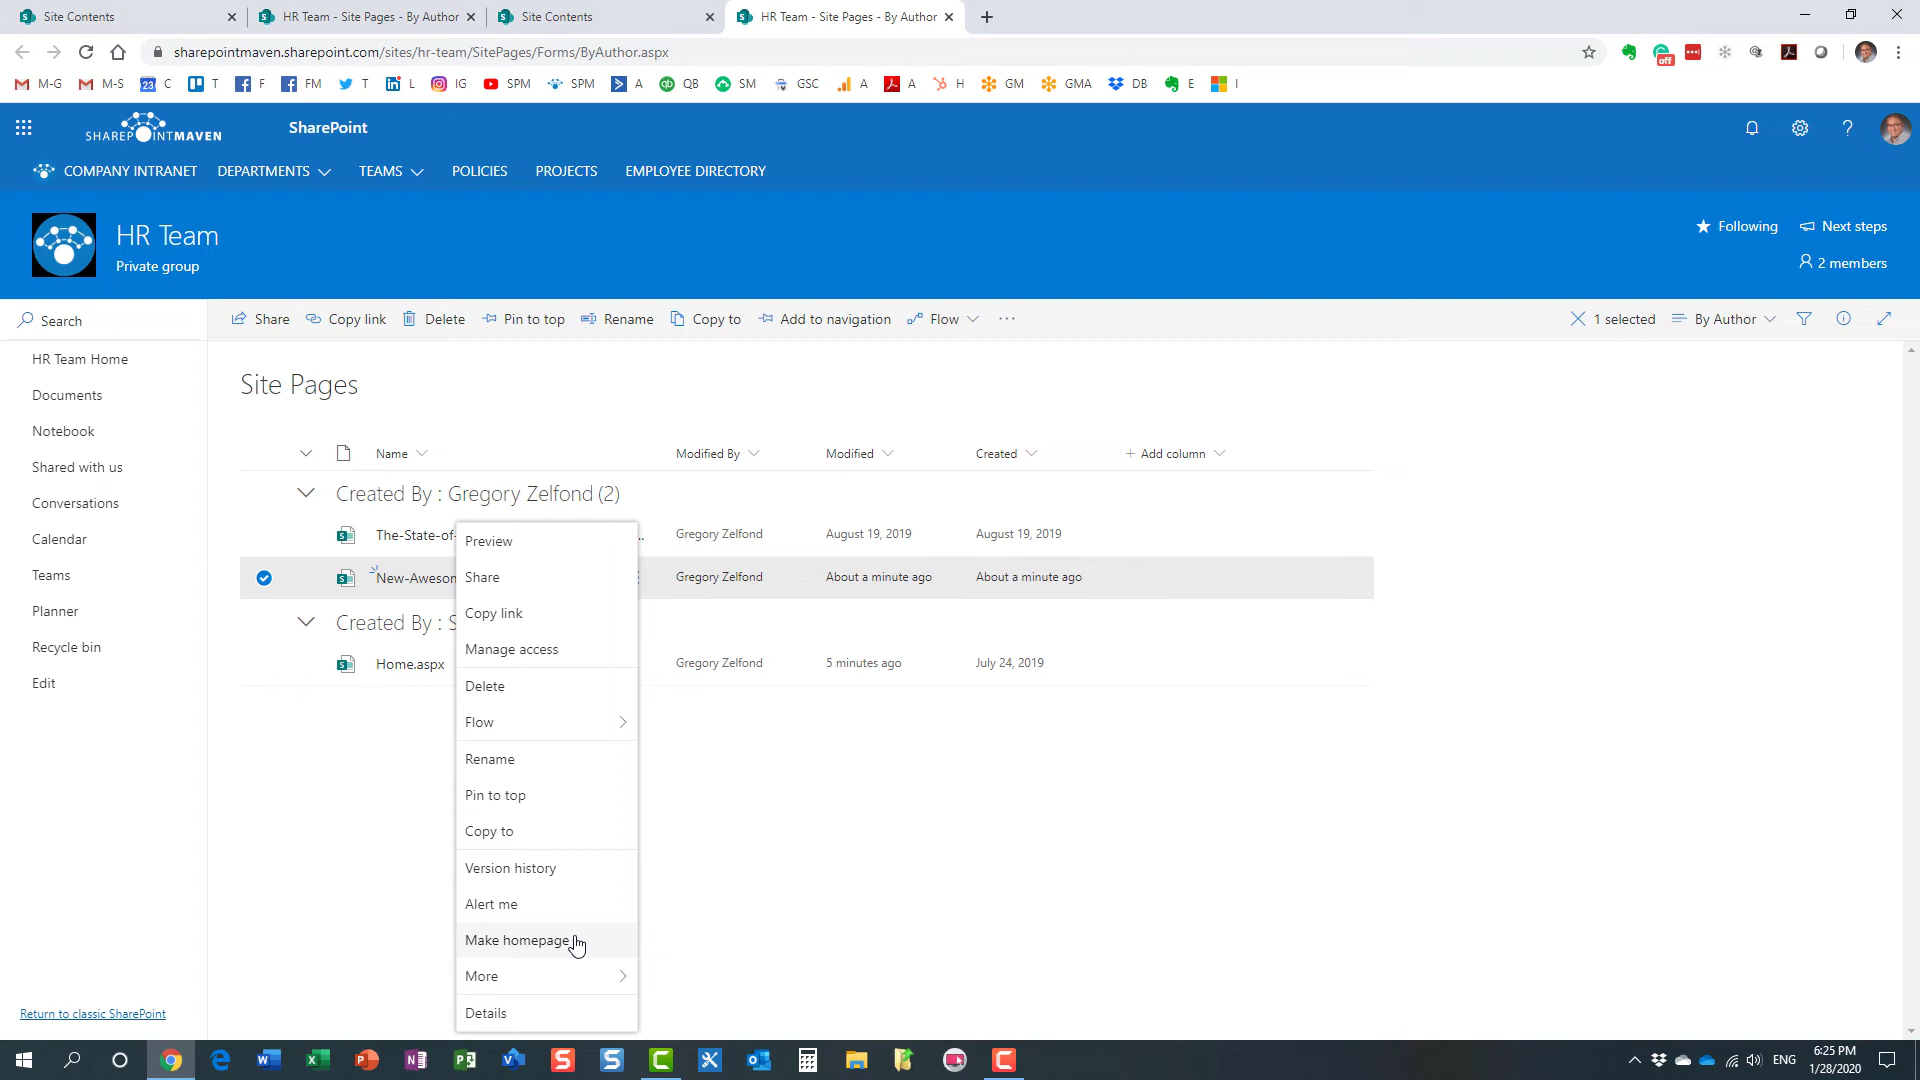 Site Contents
HR Team - Site Pages - By Author
Site Contents
HR Team - Site Pages - By Author
sharepointmaven.sharepoint.com/sites/hr-team/SitePages/Forms/ByAuthor.aspx
off
M-G
M-S
23
C
T
F
FM
T
L
IG
SPM
SPM
A
QB
SM
GSC
A
A
H
GM
GMA
DB
E
I
SHAREPOINTMAVEN
SharePoint
COMPANY INTRANET
DEPARTMENTS
TEAMS
POLICIES
PROJECTS
EMPLOYEE DIRECTORY
HR Team
Private group
Following
Next steps
2 members
Search
Share
Copy link
Delete
Pin to top
Rename
Copy to
Add to navigation
Flow
1 selected
By Author
HR Team Home
Documents
Notebook
Shared with us
Conversations
Calendar
Teams
Planner
Recycle bin
Edit
Return to classic SharePoint
Site Pages
Name
Modified By
Modified
Created
Add column
Created By : Gregory Zelfond (2)
The-State-of-
Gregory Zelfond
August 19, 2019
August 19, 2019
New-Awesom
Gregory Zelfond
About a minute ago
About a minute ago
Created By : S
Home.aspx
Gregory Zelfond
5 minutes ago
July 24, 2019
Preview
Share
Copy link
Manage access
Delete
Flow
Rename
Pin to top
Copy to
Version history
Alert me
Make homepage
More
Details
ENG
6:25 PM
1/28/2020